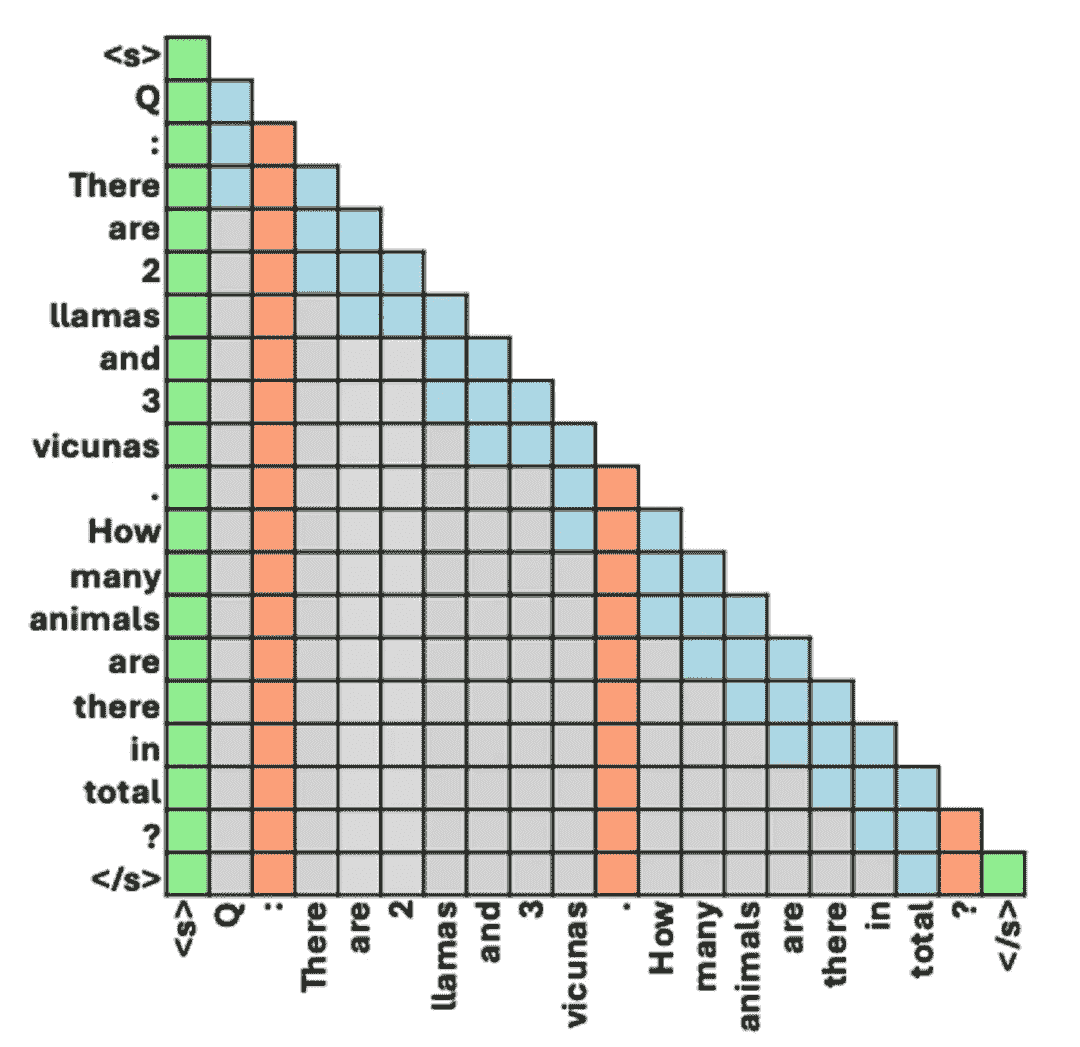 <s>
Q
:
There
are
2
llamas
and
3
vicunas
.
How
many
animals
are
there
in
total
?
</s>
<s>
Q
:
There
are
2
llamas
and
3
vicunas
.
How
many
animals
are
there
in
total
?
</s>